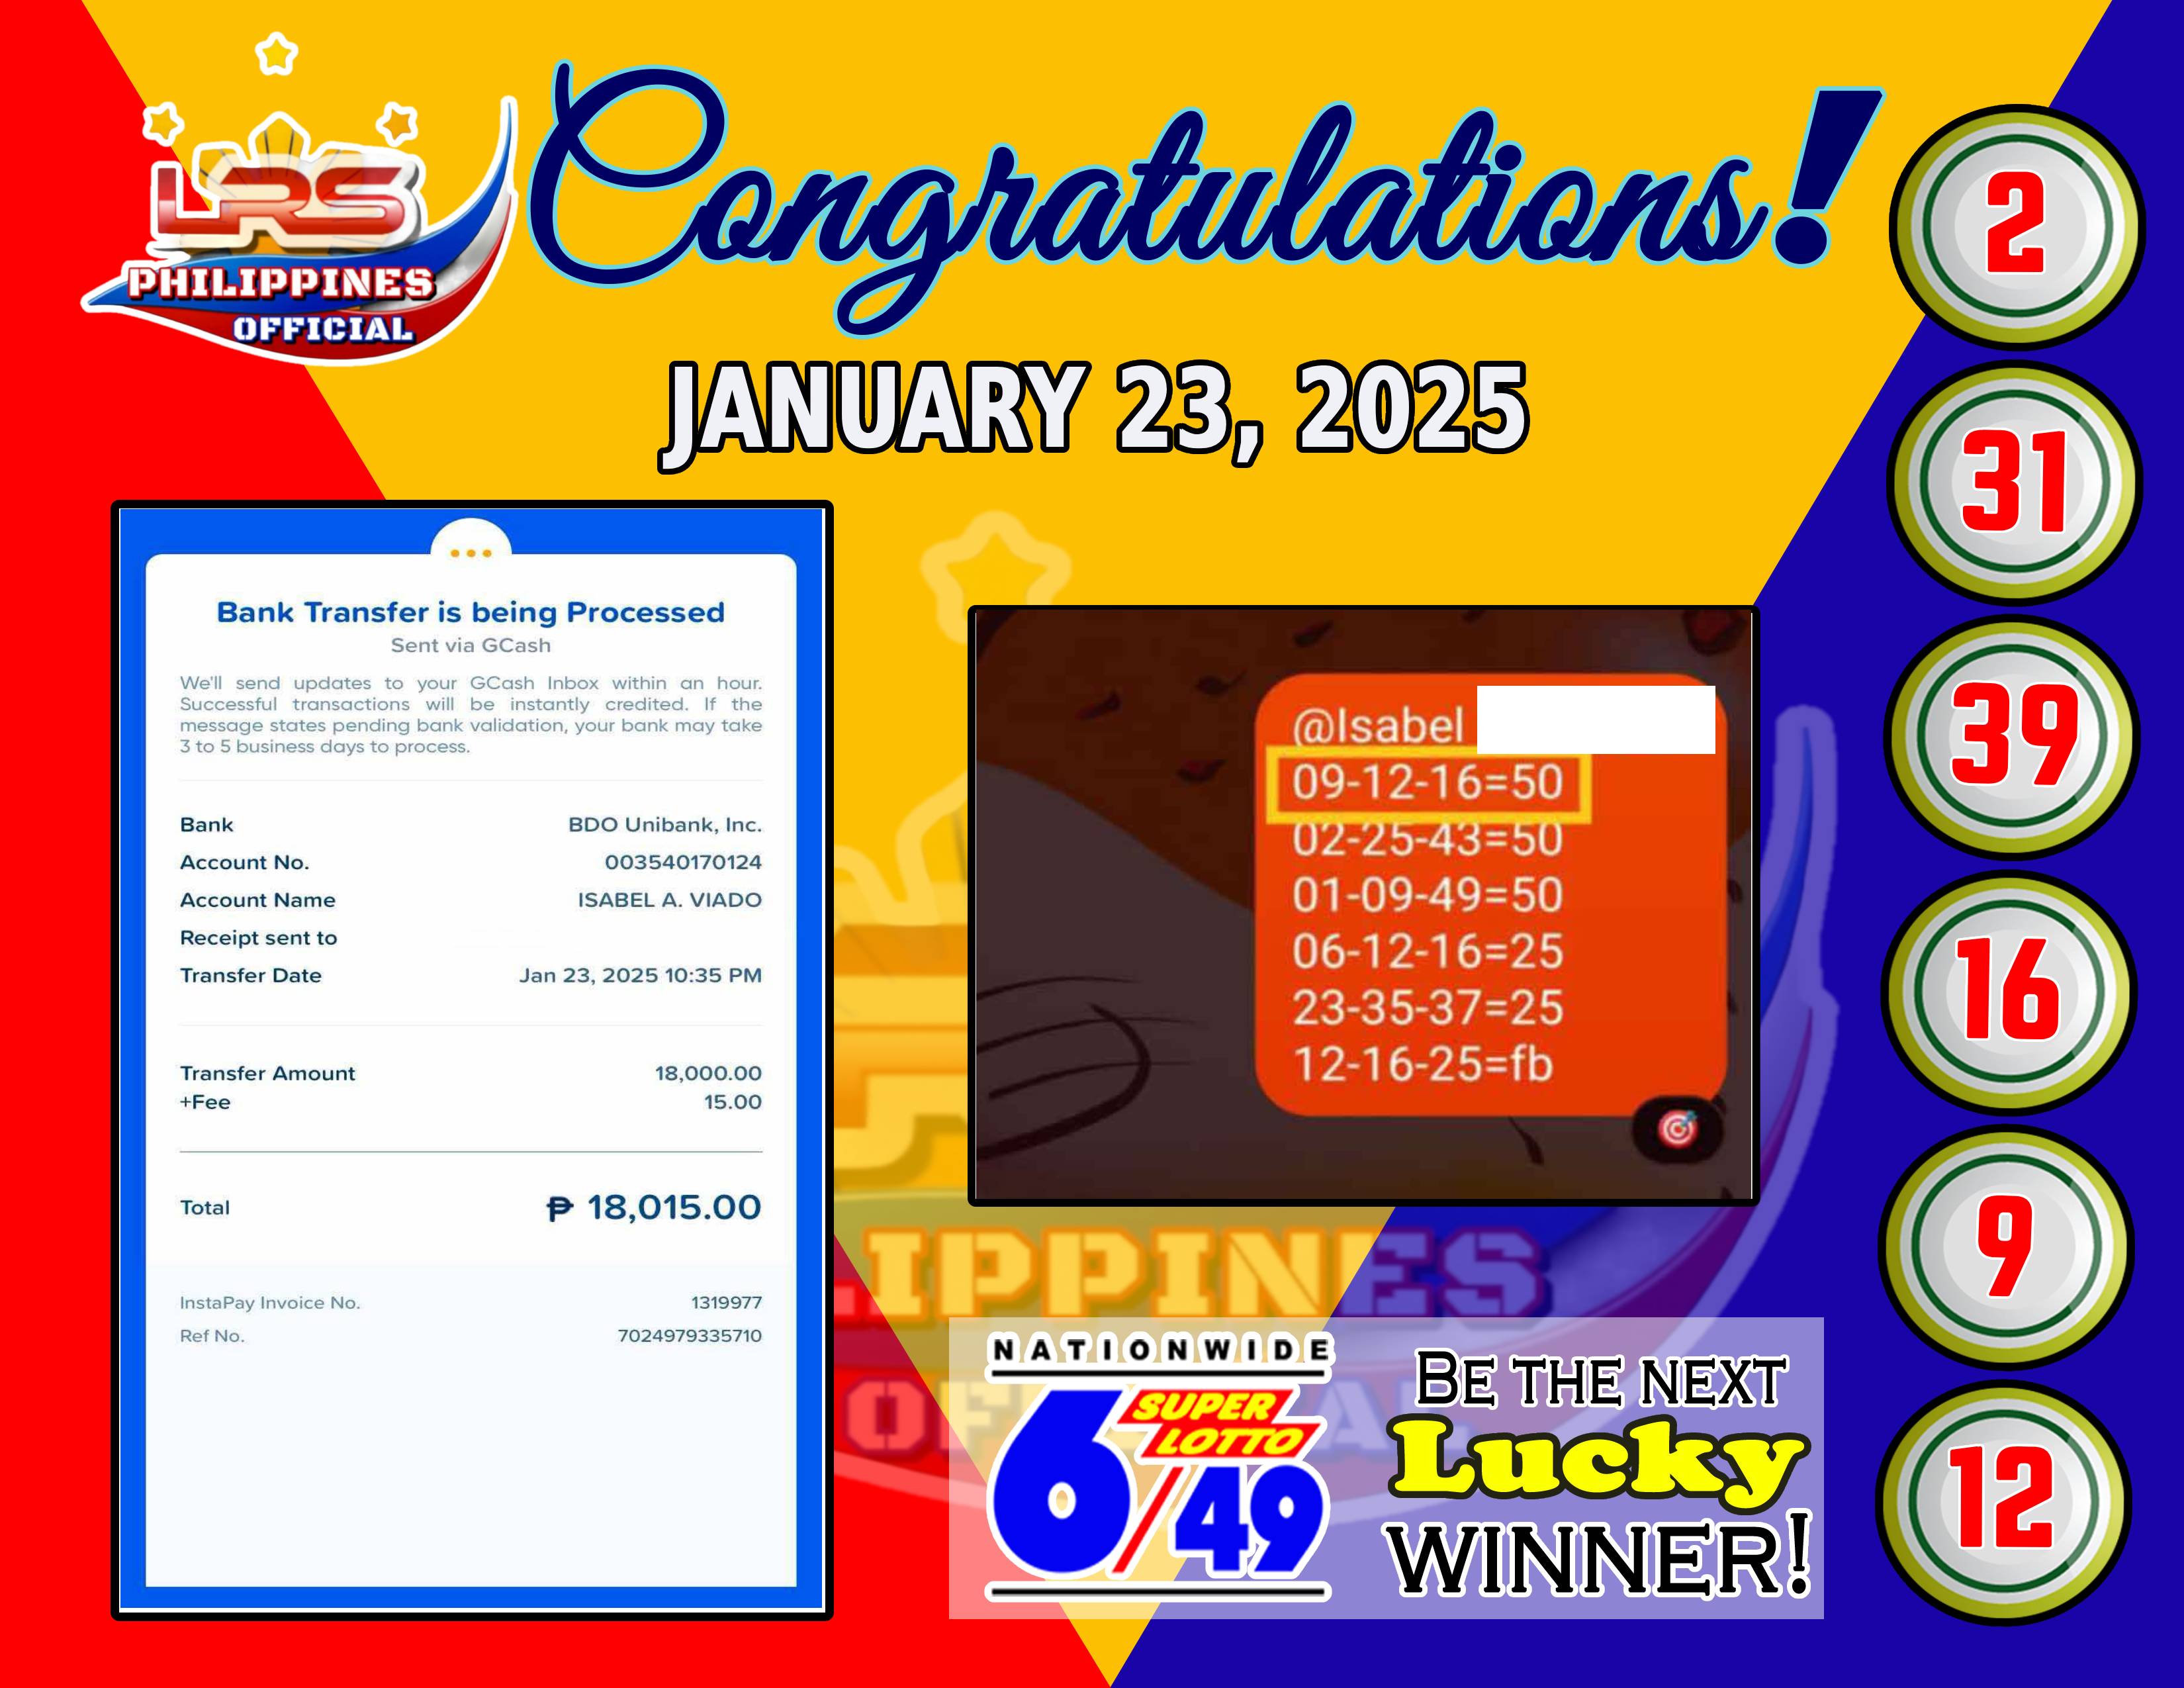 LRS
PHILIPPINES
OFFICIAL
Congratulations!
JANUARY 23, 2025
Bank Transfer is being Processed
Sent via GCash
We'll send updates to your GCash Inbox within an hour.
Successful transactions will be instantly credited. If the
message states pending bank validation, your bank may take
3 to 5 business days to process.
Bank BDO Unibank, Inc.
Account No. 003540170124
Account Name ISABEL A. VIADO
Receipt sent to
Transfer Date Jan 23, 2025 10:35 PM
Transfer Amount 18,000.00
+Fee 15.00
Total ₱ 18,015.00
InstaPay Invoice No. 1319977
Ref No. 7024979335710
@Isabel
09-12-16=50
02-25-43=50
01-09-49=50
06-12-16=25
23-35-37=25
12-16-25=fb
NATIONWIDE
SUPER
LOTTO
6/49
BE THE NEXT
Lucky
WINNER!
2
31
39
16
9
12